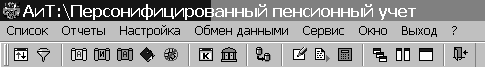 АиТ:\Персонифицированный пенсионный учет
Список Отчеты Настройка Обмен данными Сервис Окно Выход ?